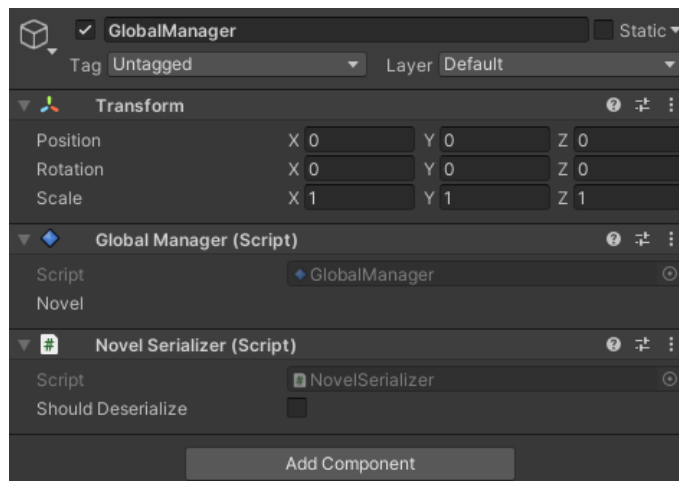 GlobalManager Static
Tag Untagged Layer Default
Transform
Position X 0 Y 0 Z 0
Rotation X 0 Y 0 Z 0
Scale X 1 Y 1 Z 1
Global Manager (Script)
Script GlobalManager
Novel
# Novel Serializer (Script)
Script NovelSerializer
Should Deserialize
Add Component